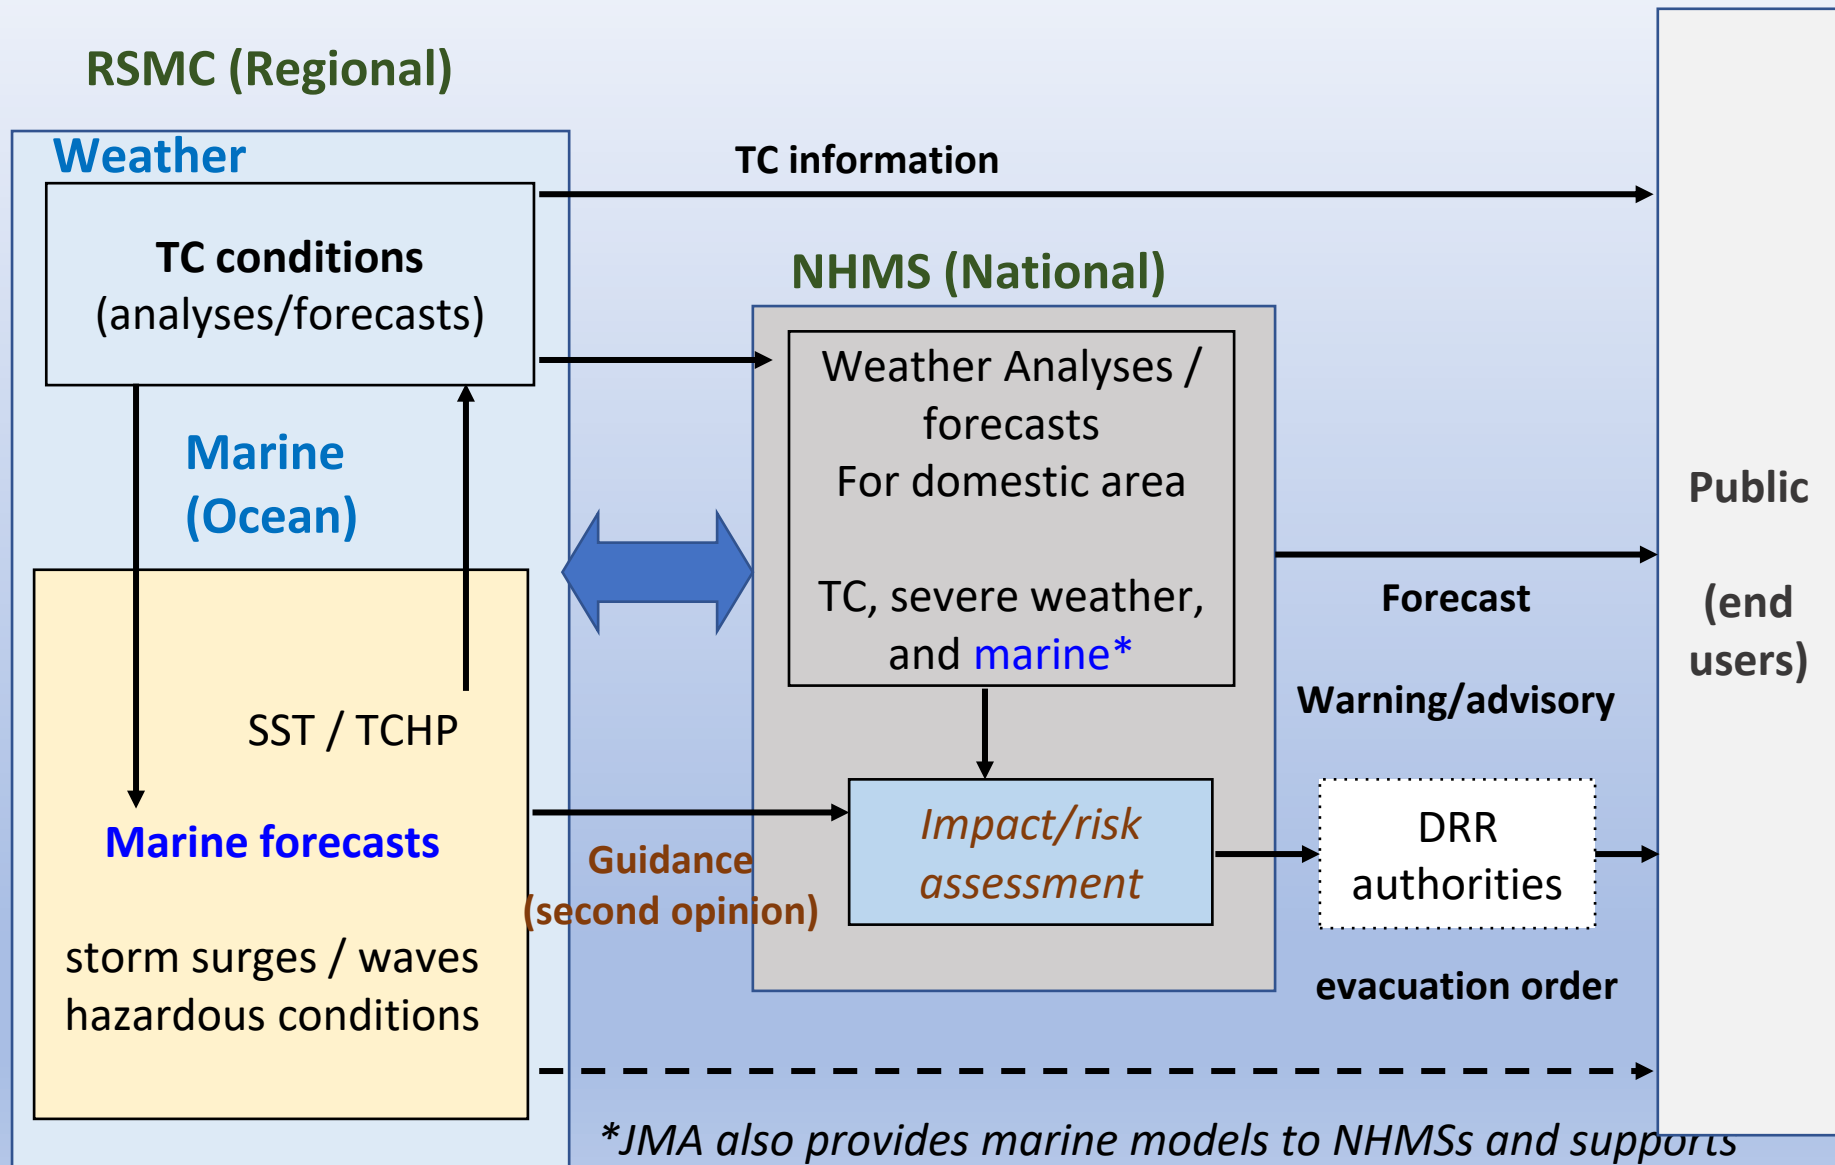 RSMC (Regional)
Weather
TC information
TC conditions
(analyses/forecasts)
NHMS (National)
Weather Analyses /
forecasts
For domestic area
TC, severe weather,
and marine*
Marine
(Ocean)
SST / TCHP
Marine forecasts
storm surges / waves
hazardous conditions
Guidance
(second opinion)
Impact/risk
assessment
Forecast
Warning/advisory
DRR
authorities
evacuation order
Public
(end
users)
*JMA also provides marine models to NHMSs and supports